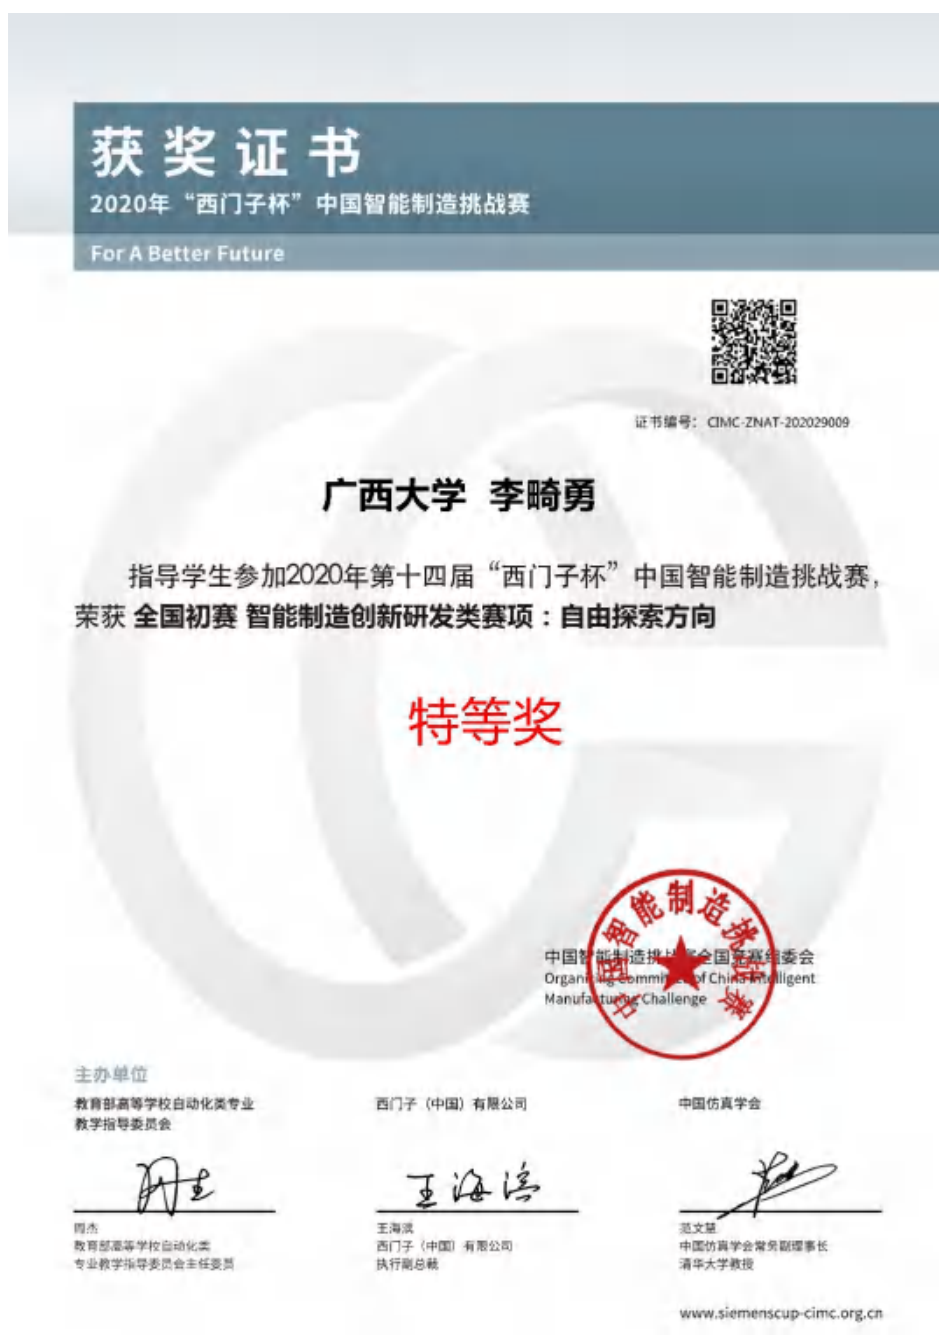 获奖证书
2020年“西门子杯”中国智能制造挑战赛
For A Better Future
证书编号：CIMC-ZNAT-202029009
广西大学 李畸勇
指导学生参加2020年第十四届“西门子杯”中国智能制造挑战赛，
荣获 全国初赛 智能制造创新研发类赛项：自由探索方向
特等奖
中国智能制造挑战赛
中国智能制造挑战赛全国竞赛组委会
Organizing Committee of China Intelligent
Manufacturing Challenge
主办单位
教育部高等学校自动化类专业
教学指导委员会
西门子（中国）有限公司
中国仿真学会
周杰
教育部高等学校自动化类
专业教学指导委员会主任委员
王海滨
西门子（中国）有限公司
执行副总裁
范文慧
中国仿真学会常务副理事长
清华大学教授
www.siemenscup-cimc.org.cn